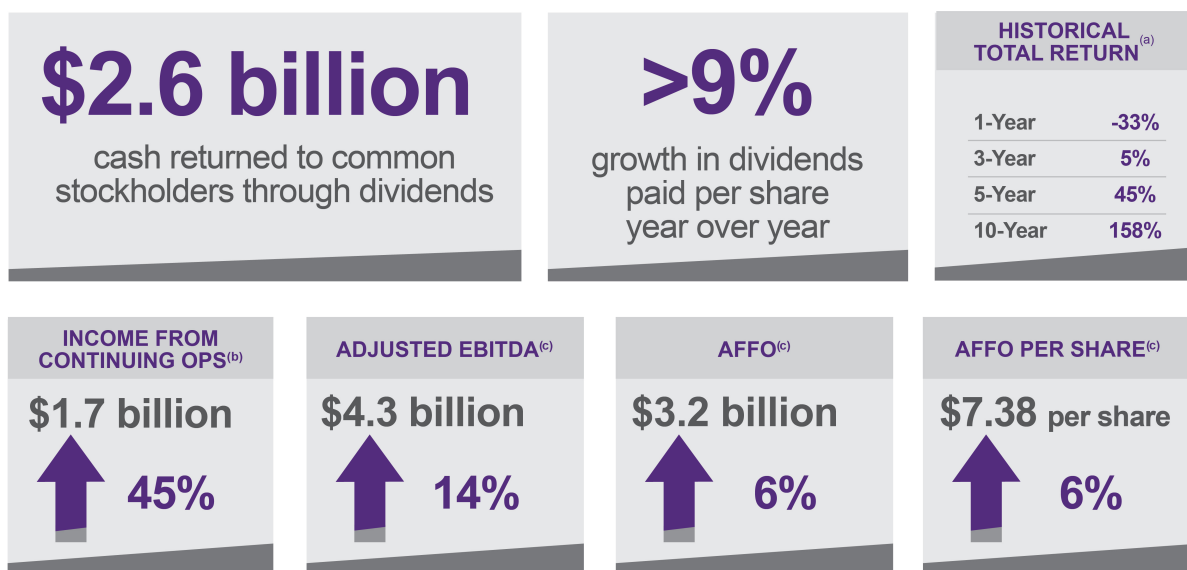 $2.6 billion
cash returned to common
stockholders through dividends
>9%
growth in dividends
paid per share
year over year
HISTORICAL
TOTAL RETURN(a)
1-Year -33%
3-Year 5%
5-Year 45%
10-Year 158%
INCOME FROM
CONTINUING OPS(b)
$1.7 billion
45%
ADJUSTED EBITDA(c)
$4.3 billion
14%
AFFO(c)
$3.2 billion
6%
AFFO PER SHARE(c)
$7.38 per share
6%